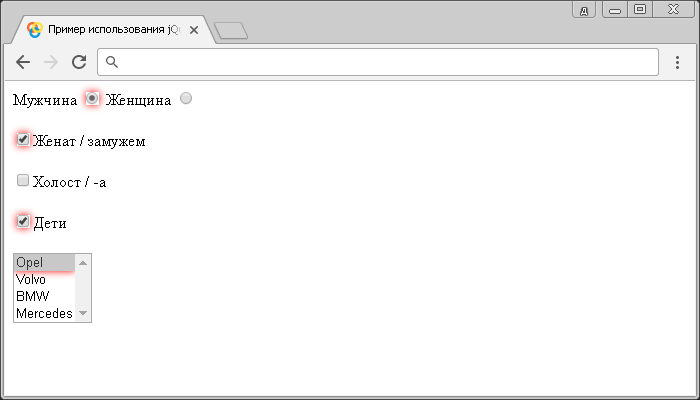 д
Пример использования jQ
Мужчина Женщина
Женат / замужем
Холост / -а
Дети
Opel
Volvo
BMW
Mercedes